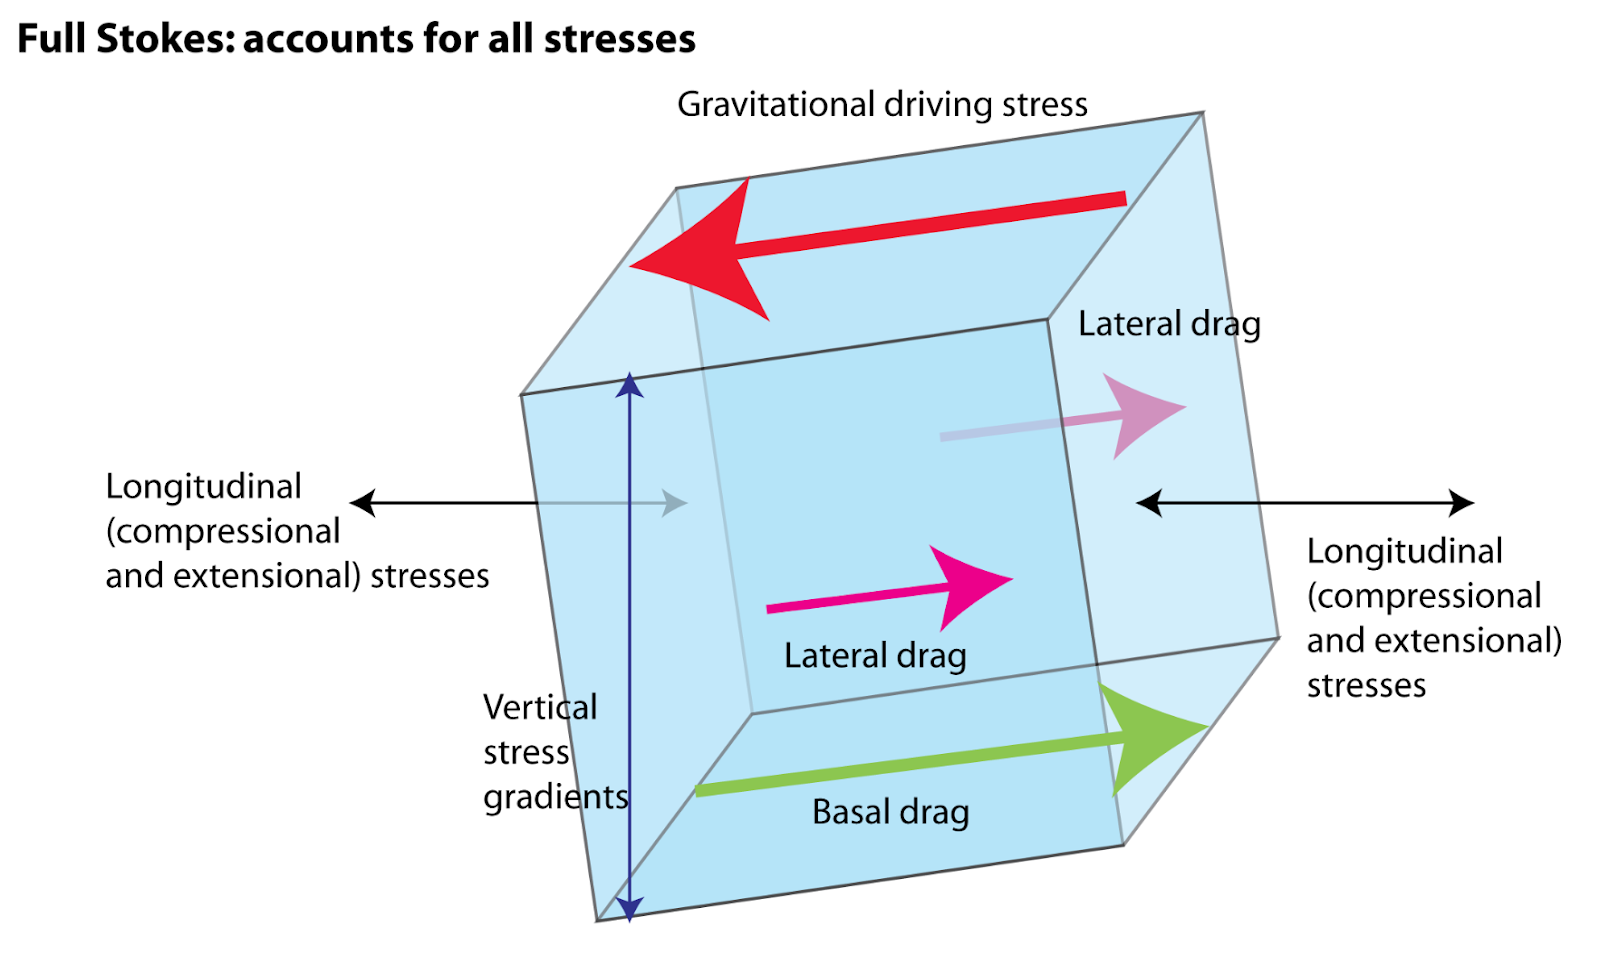 Full Stokes: accounts for all stresses
Gravitational driving stress
Lateral drag
Longitudinal
(compressional
and extensional) stresses
Longitudinal
(compressional
and extensional)
stresses
Lateral drag
Vertical
stress
gradients
Basal drag